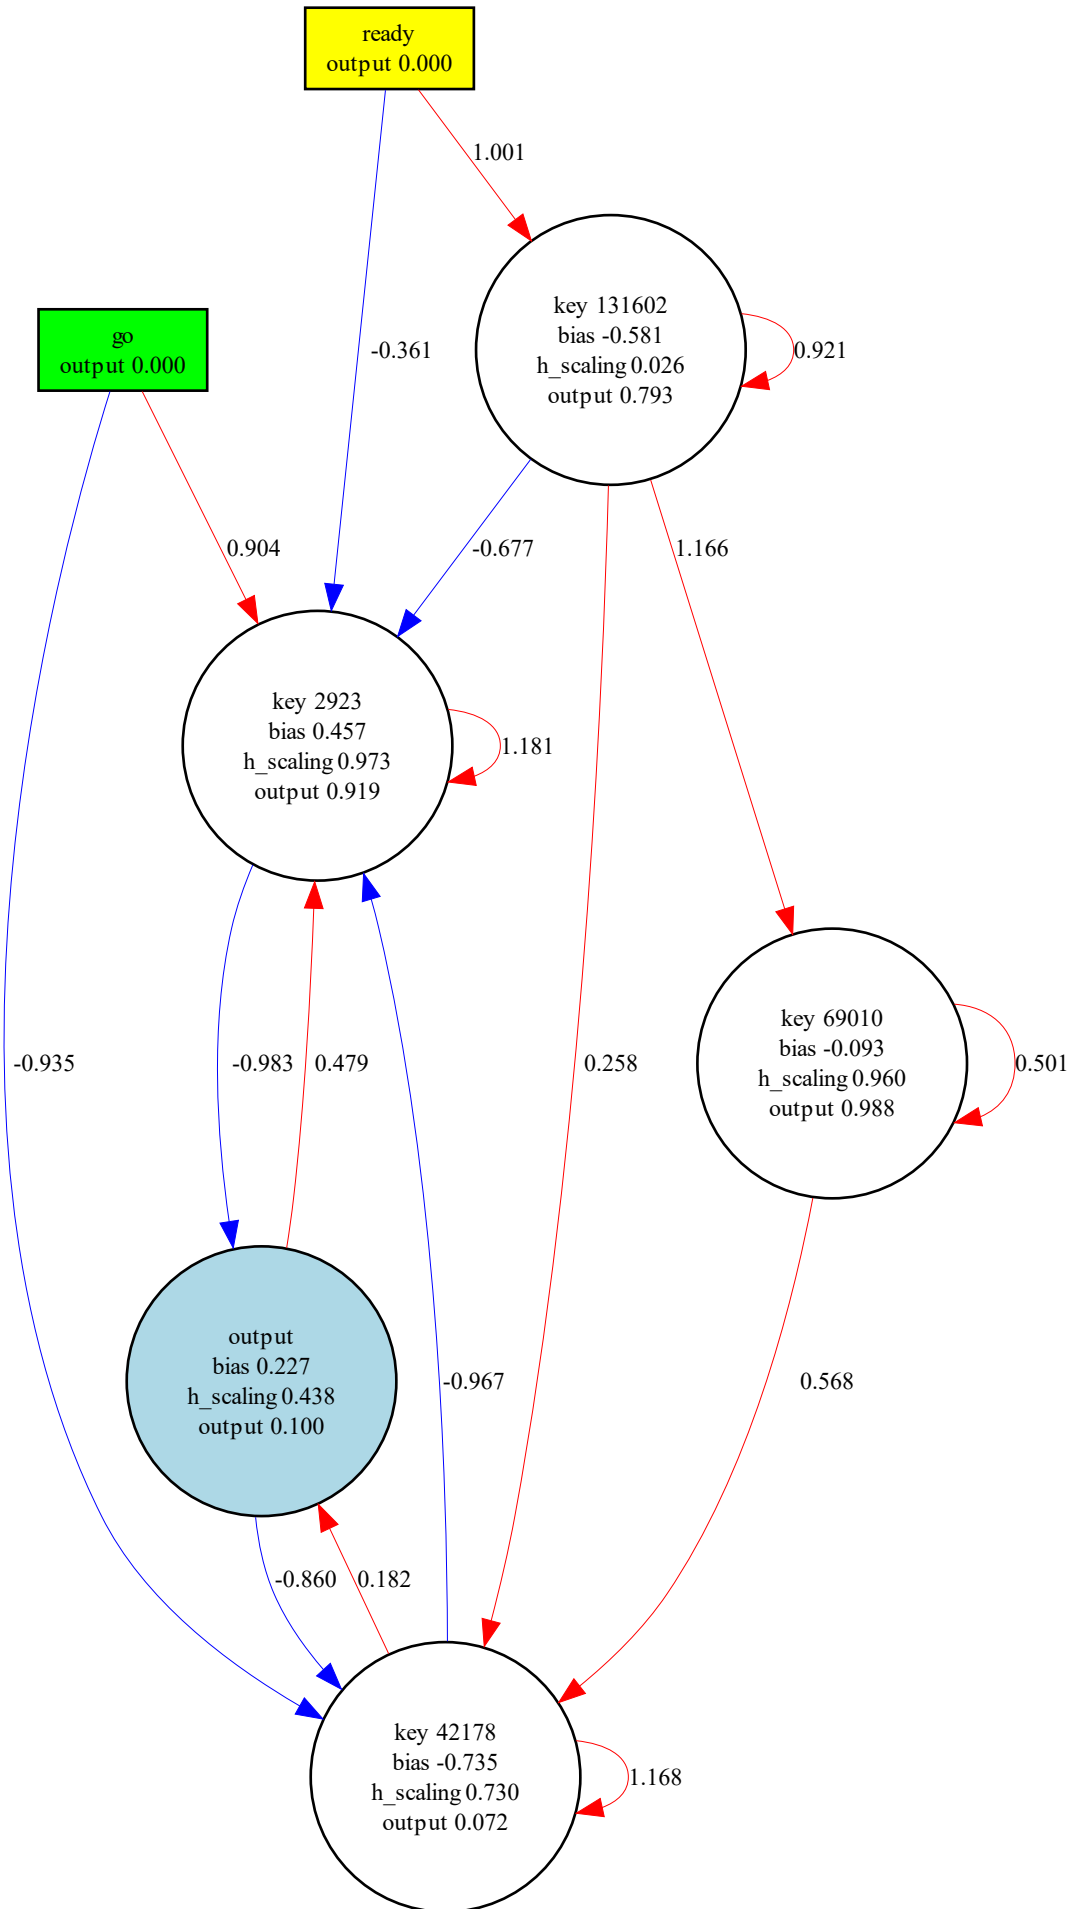 ready
output 0.000
1.001
key 131602
bias -0.581
h_scaling 0.026
output 0.793
0.921
go
output 0.000
-0.361
0.904
-0.677
1.166
key 2923
bias 0.457
h_scaling 0.973
output 0.919
1.181
key 69010
bias -0.093
h_scaling 0.960
output 0.988
0.501
-0.935
-0.983
0.479
0.258
output
bias 0.227
h_scaling 0.438
output 0.100
-0.967
0.568
-0.860
0.182
key 42178
bias -0.735
h_scaling 0.730
output 0.072
1.168